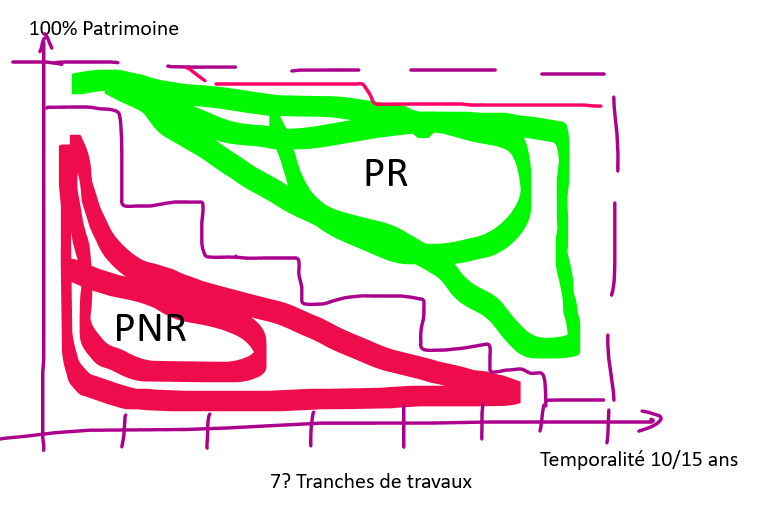 100% Patrimoine
PR
PNR
Temporalité 10/15 ans
7? Tranches de travaux